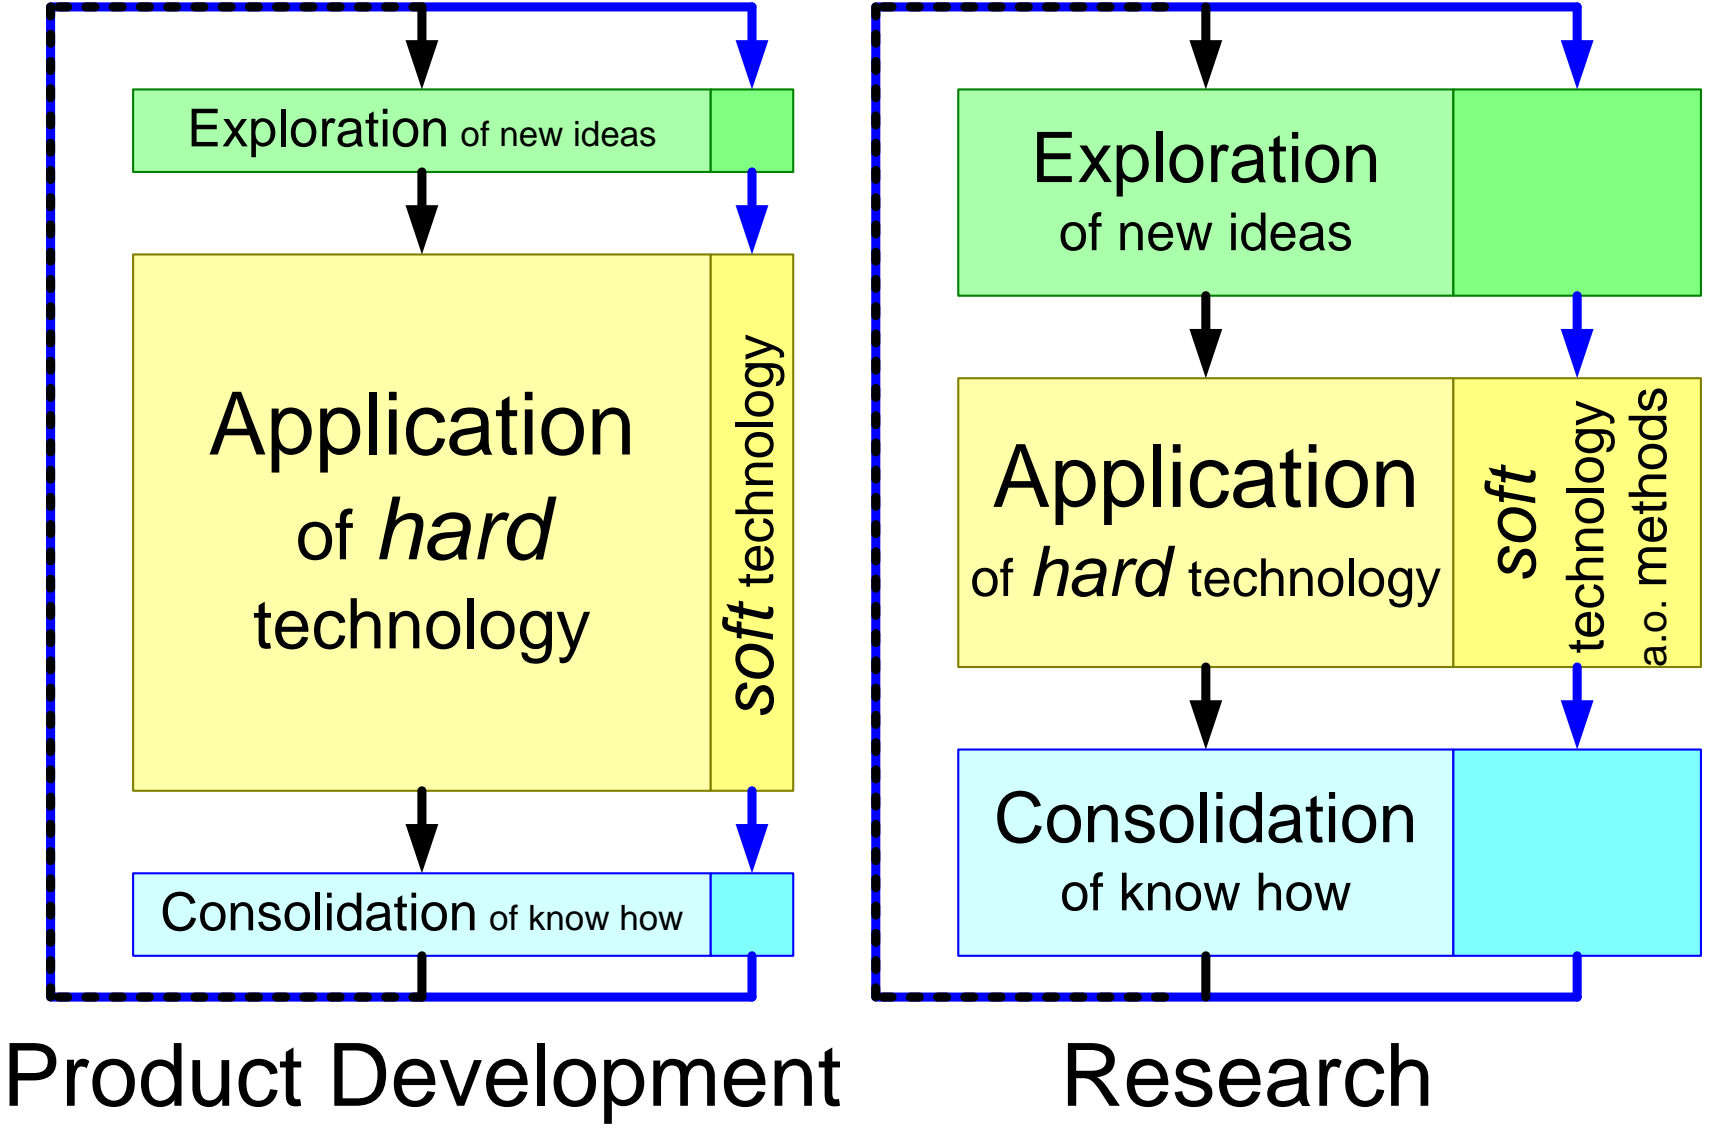 Exploration of new ideas
Application
of hard
technology
soft technology
Consolidation of know how
Product Development
Exploration
of new ideas
Application
of hard technology
soft
technology
a.o. methods
Consolidation
of know how
Research